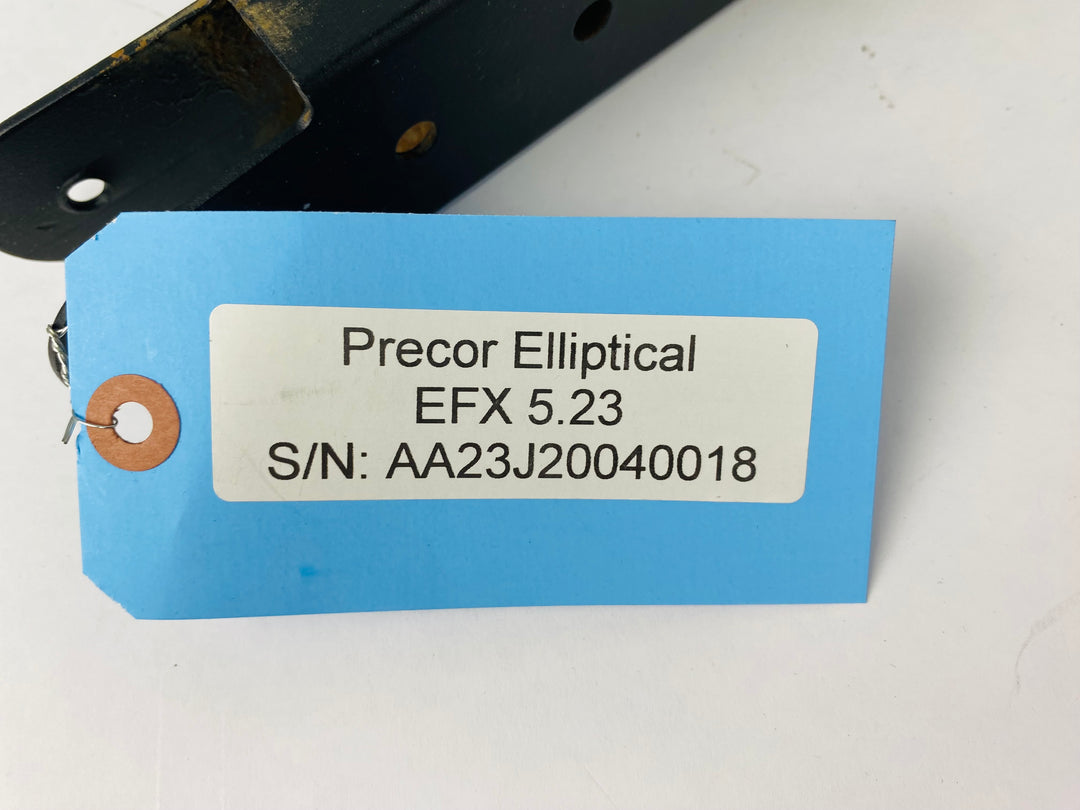 Precor Elliptical
EFX 5.23
S/N: AA23J20040018